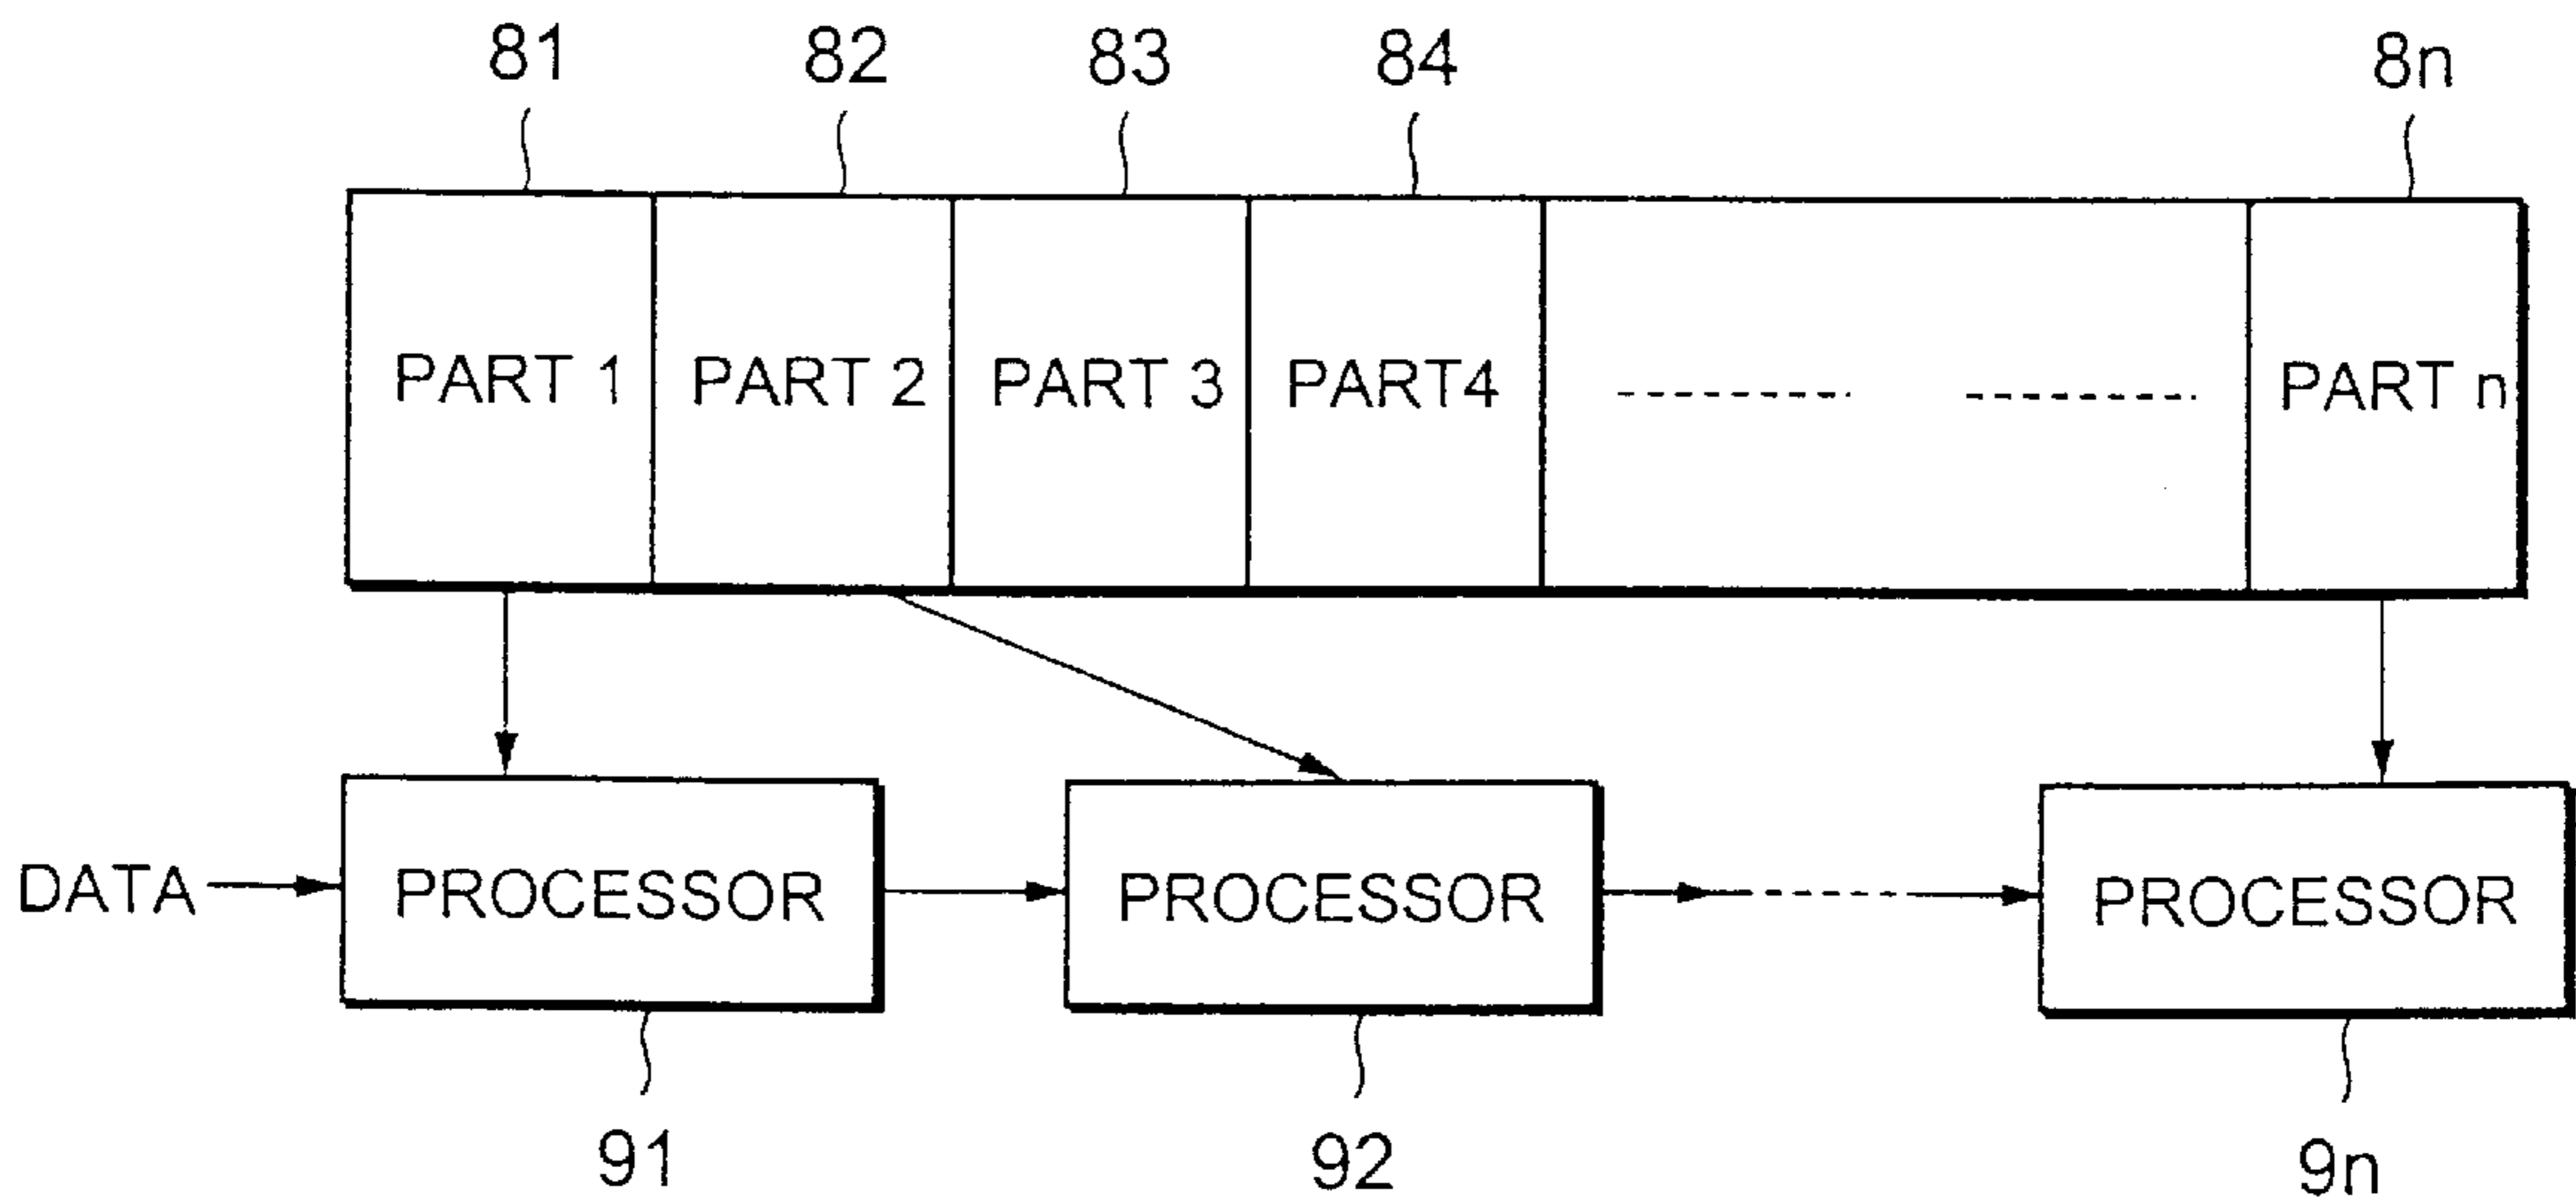 81 82 83 84 8n
PART 1 PART 2 PART 3 PART4 PART n
DATA PROCESSOR PROCESSOR PROCESSOR
91 92 9n